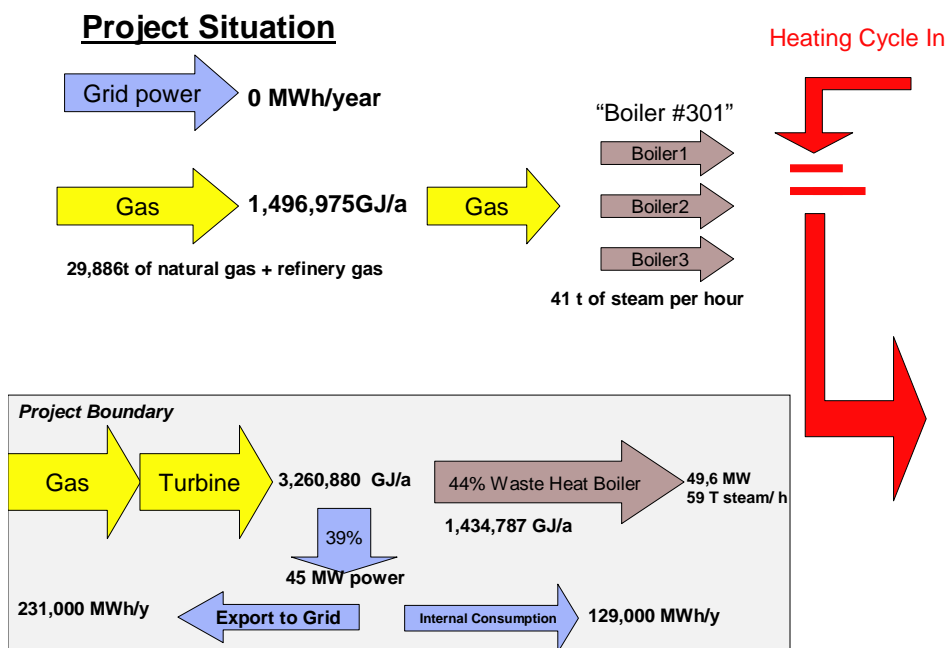 Project Situation
Heating Cycle In
Grid power
0 MWh/year
“Boiler #301”
Boiler1
Gas
1,496,975GJ/a
Gas
Boiler2
Boiler3
29,886t of natural gas + refinery gas
41 t of steam per hour
Project Boundary
Gas
Turbine
3,260,880 GJ/a
44% Waste Heat Boiler
49,6 MW
59 T steam/ h
1,434,787 GJ/a
39%
45 MW power
231,000 MWh/y
Export to Grid
Internal Consumption
129,000 MWh/y